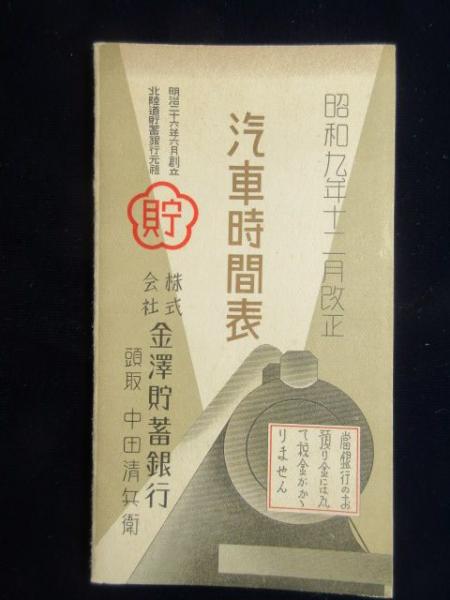 昭和九年十二月改正
汽車時間表
明治二十六年六月創立
北陸道貯蓄銀行元祖
貯
株式
会社
金澤貯蓄銀行
頭取 中田清兵衛
當銀行のお
預り金には凡
て税金がかゝ
りません